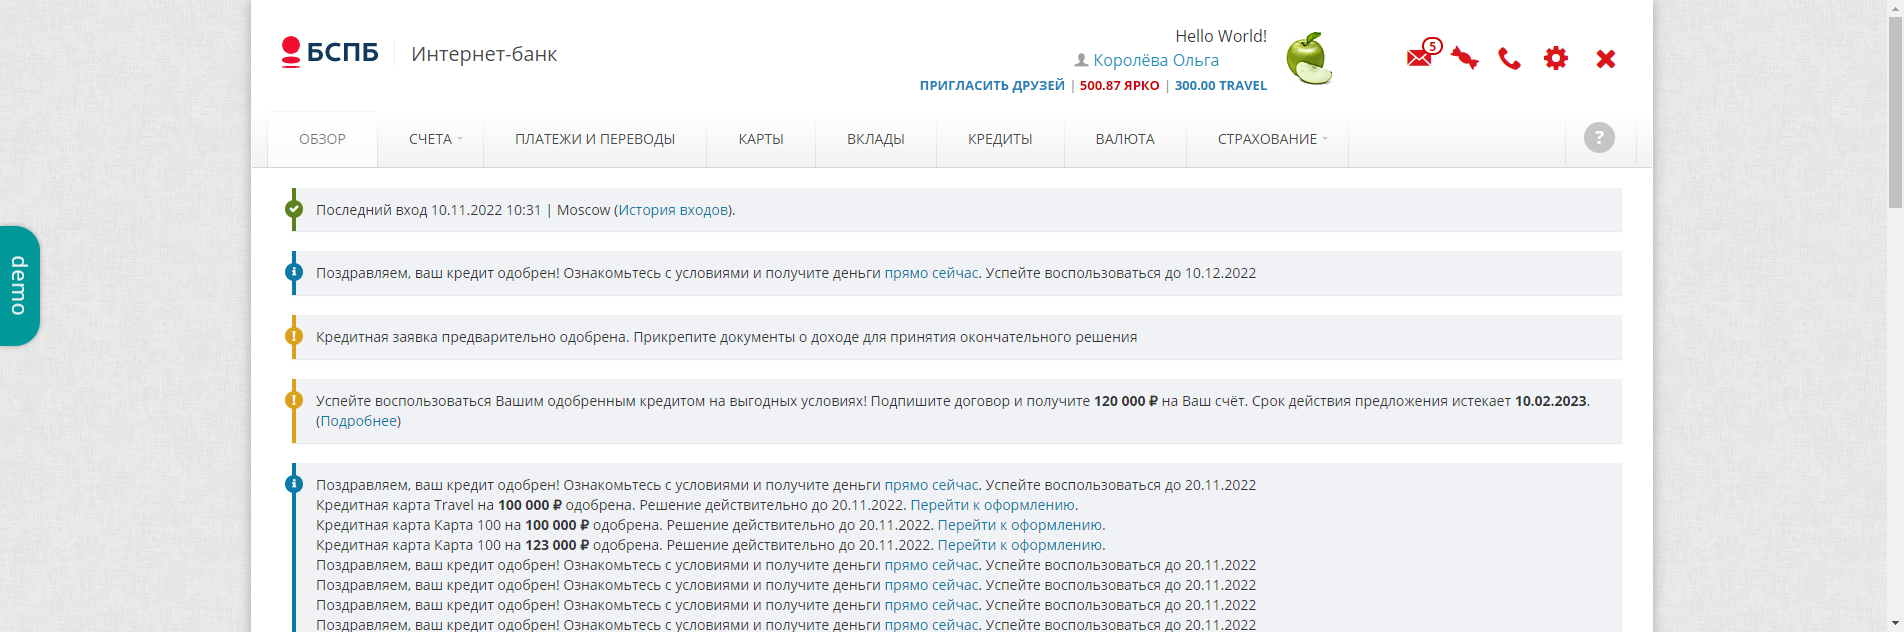 БСПБ
Интернет-банк
Hello World!
Королёва Ольга
ПРИГЛАСИТЬ ДРУЗЕЙ | 500.87 ЯРКО | 300.00 TRAVEL
5
ОБЗОР
СЧЕТА
ПЛАТЕЖИ И ПЕРЕВОДЫ
КАРТЫ
ВКЛАДЫ
КРЕДИТЫ
ВАЛЮТА
СТРАХОВАНИЕ
?
demo
Последний вход 10.11.2022 10:31 | Moscow (История входов).
Поздравляем, ваш кредит одобрен! Ознакомьтесь с условиями и получите деньги прямо сейчас. Успейте воспользоваться до 10.12.2022
Кредитная заявка предварительно одобрена. Прикрепите документы о доходе для принятия окончательного решения
Успейте воспользоваться Вашим одобренным кредитом на выгодных условиях! Подпишите договор и получите 120 000 ₽ на Ваш счёт. Срок действия предложения истекает 10.02.2023.
(Подробнее)
Поздравляем, ваш кредит одобрен! Ознакомьтесь с условиями и получите деньги прямо сейчас. Успейте воспользоваться до 20.11.2022
Кредитная карта Travel на 100 000 ₽ одобрена. Решение действительно до 20.11.2022. Перейти к оформлению.
Кредитная карта Карта 100 на 100 000 ₽ одобрена. Решение действительно до 20.11.2022. Перейти к оформлению.
Кредитная карта Карта 100 на 123 000 ₽ одобрена. Решение действительно до 20.11.2022. Перейти к оформлению.
Поздравляем, ваш кредит одобрен! Ознакомьтесь с условиями и получите деньги прямо сейчас. Успейте воспользоваться до 20.11.2022
Поздравляем, ваш кредит одобрен! Ознакомьтесь с условиями и получите деньги прямо сейчас. Успейте воспользоваться до 20.11.2022
Поздравляем, ваш кредит одобрен! Ознакомьтесь с условиями и получите деньги прямо сейчас. Успейте воспользоваться до 20.11.2022
Поздравляем, ваш кредит одобрен! Ознакомьтесь с условиями и получите деньги прямо сейчас. Успейте воспользоваться до 20.11.2022